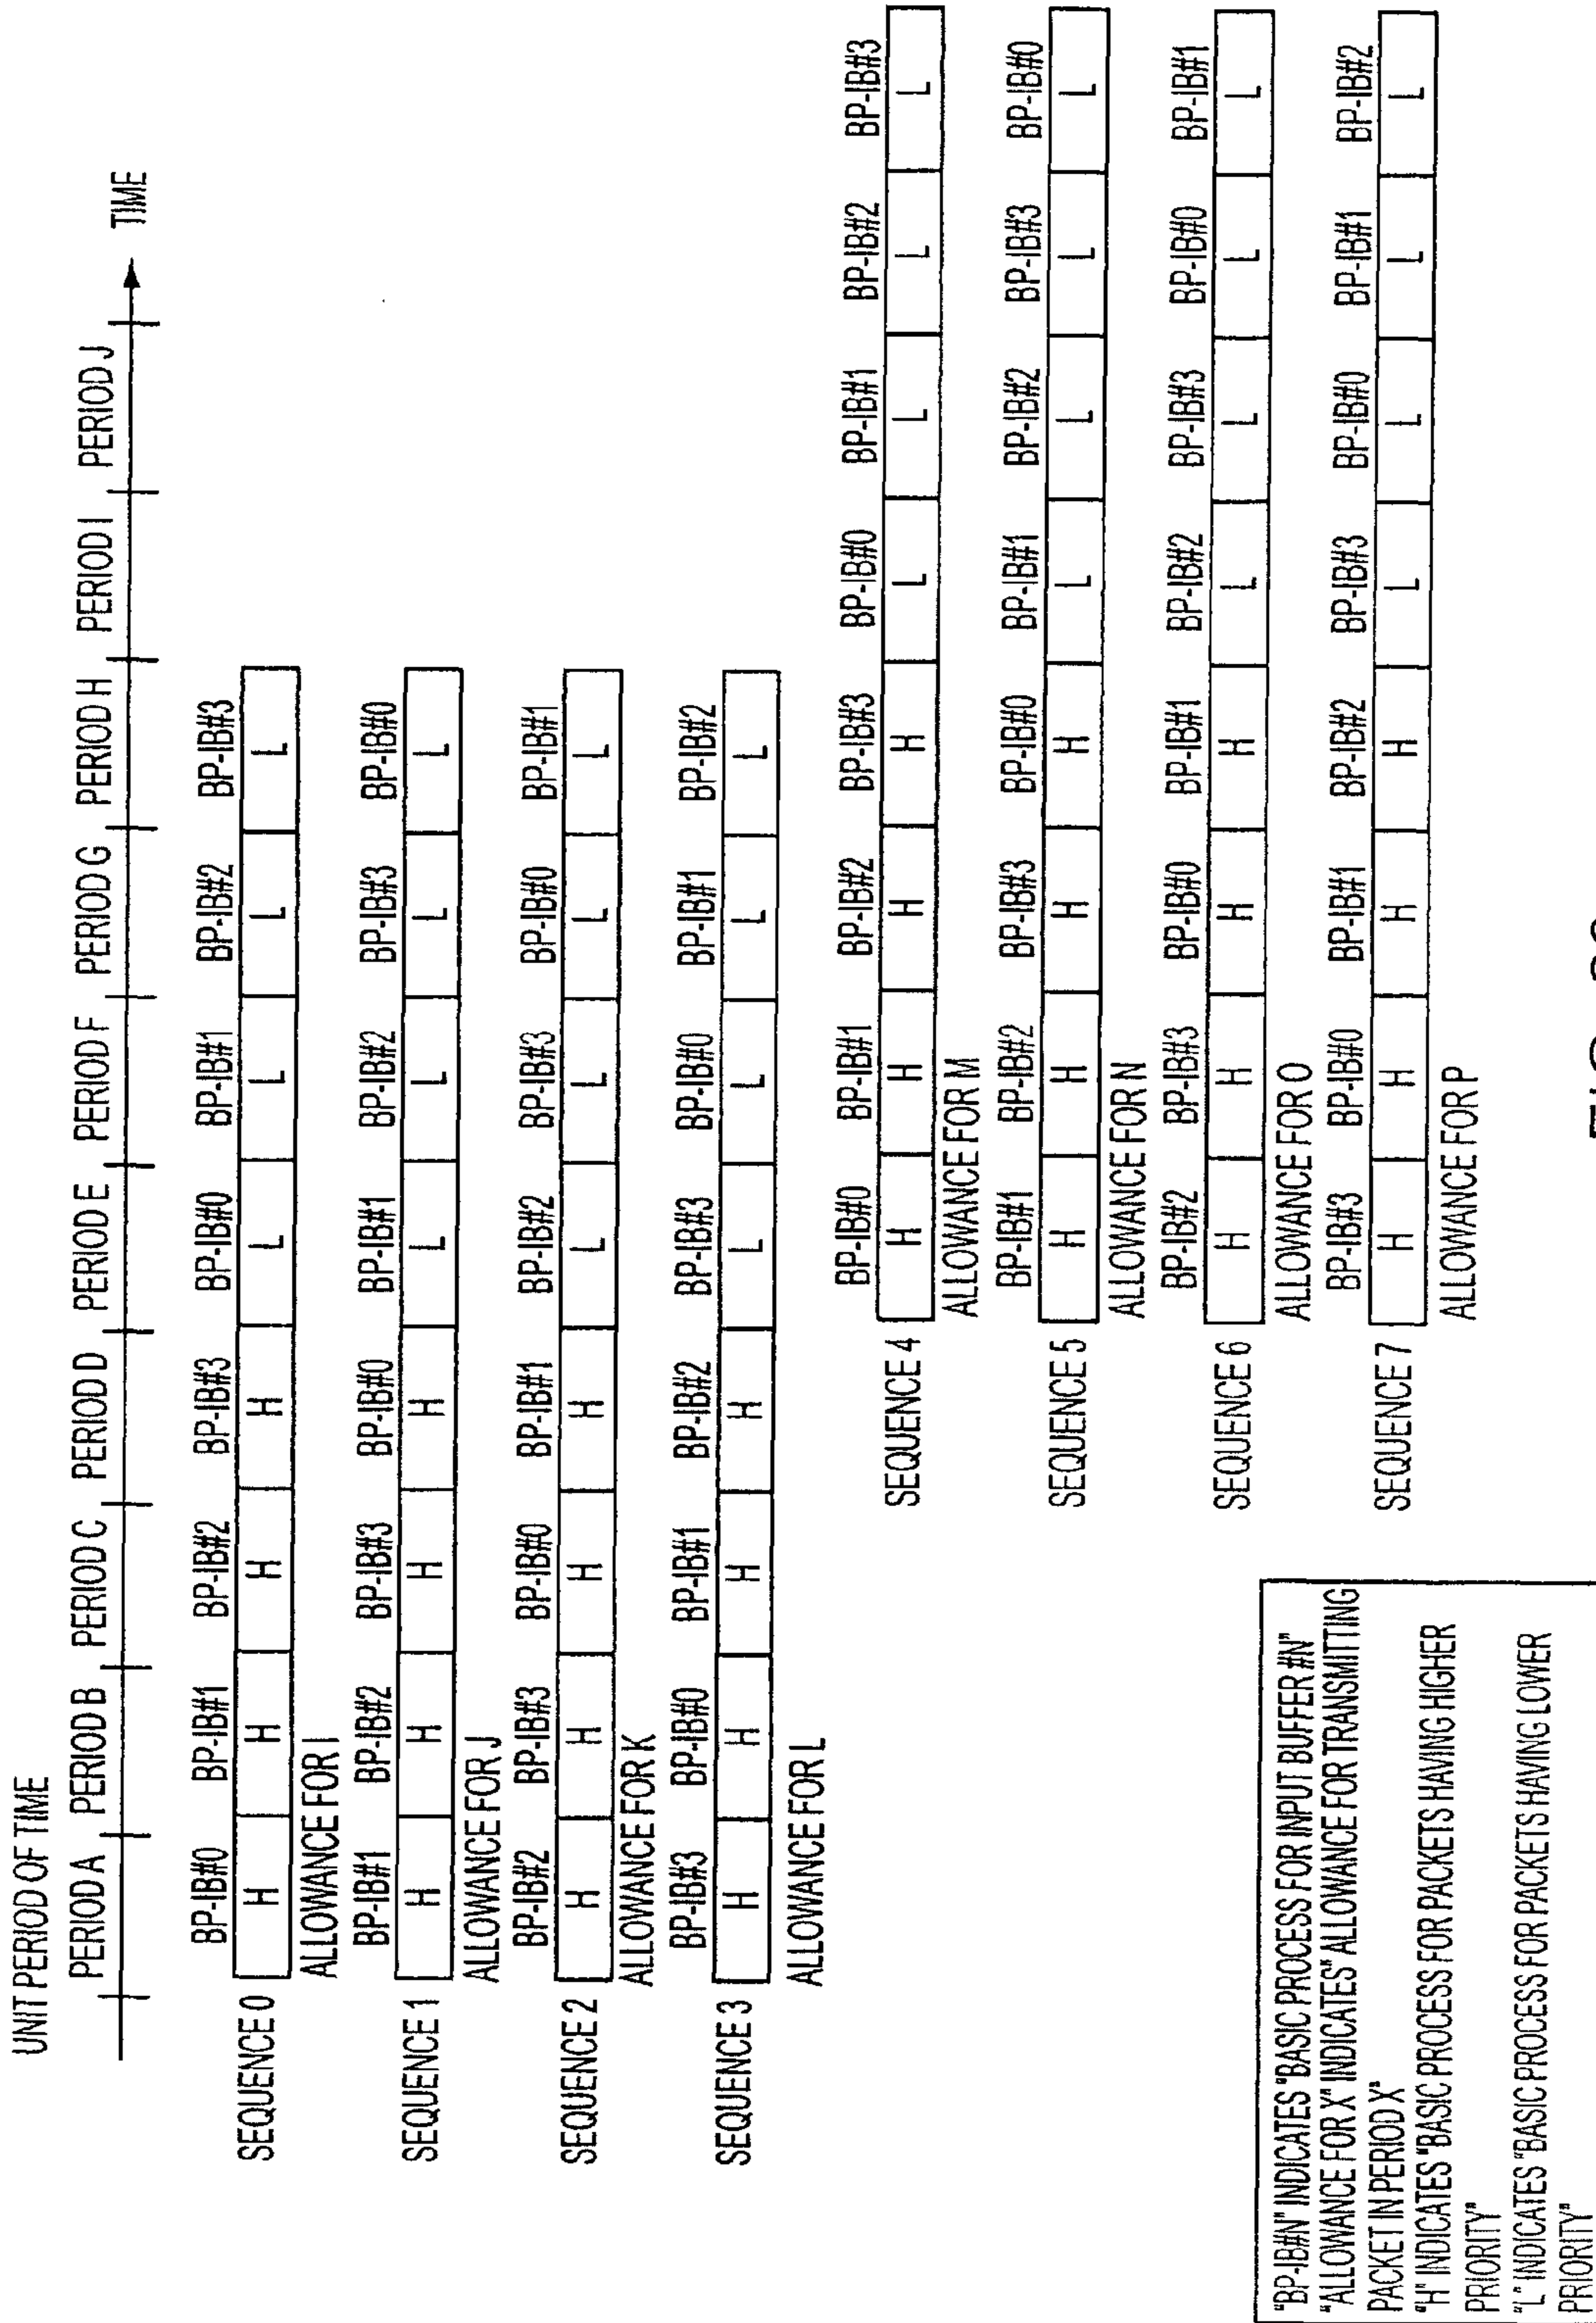 UNIT PERIOD OF TIME
PERIOD A PERIOD B PERIOD C PERIOD D PERIOD E PERIOD F PERIOD G PERIOD H PERIOD I PERIOD J
TIME
BP-IB#0 BP-IB#1 BP-IB#2 BP-IB#3 BP-IB#0 BP-IB#1 BP-IB#2 BP-IB#3
SEQUENCE 0 H H H H L L L L
ALLOWANCE FOR I
BP-IB#1 BP-IB#2 BP-IB#3 BP-IB#0 BP-IB#1 BP-IB#2 BP-IB#3 BP-IB#0
SEQUENCE 1 H H H H L L L L
ALLOWANCE FOR J
BP-IB#2 BP-IB#3 BP-IB#0 BP-IB#1 BP-IB#2 BP-IB#3 BP-IB#0 BP-IB#1
SEQUENCE 2 H H H H L L L L
ALLOWANCE FOR K
BP-IB#3 BP-IB#0 BP-IB#1 BP-IB#2 BP-IB#3 BP-IB#0 BP-IB#1 BP-IB#2
SEQUENCE 3 H H H H L L L L
ALLOWANCE FOR L
BP-IB#0 BP-IB#1 BP-IB#2 BP-IB#3 BP-IB#0 BP-IB#1 BP-IB#2 BP-IB#3
SEQUENCE 4 H H H H L L L L
ALLOWANCE FOR M
BP-IB#1 BP-IB#2 BP-IB#3 BP-IB#0 BP-IB#1 BP-IB#2 BP-IB#3 BP-IB#0
SEQUENCE 5 H H H H L L L L
ALLOWANCE FOR N
BP-IB#2 BP-IB#3 BP-IB#0 BP-IB#1 BP-IB#2 BP-IB#3 BP-IB#0 BP-IB#1
SEQUENCE 6 H H H H L L L L
ALLOWANCE FOR O
BP-IB#3 BP-IB#0 BP-IB#1 BP-IB#2 BP-IB#3 BP-IB#0 BP-IB#1 BP-IB#2
SEQUENCE 7 H H H H L L L L
ALLOWANCE FOR P
"BP-IB#N" INDICATES "BASIC PROCESS FOR INPUT BUFFER #N"
"ALLOWANCE FOR X" INDICATES" ALLOWANCE FOR TRANSMITTING
PACKET IN PERIOD X"
"H" INDICATES "BASIC PROCESS FOR PACKETS HAVING HIGHER
PRIORITY"
"L" INDICATES "BASIC PROCESS FOR PACKETS HAVING LOWER
PRIORITY"